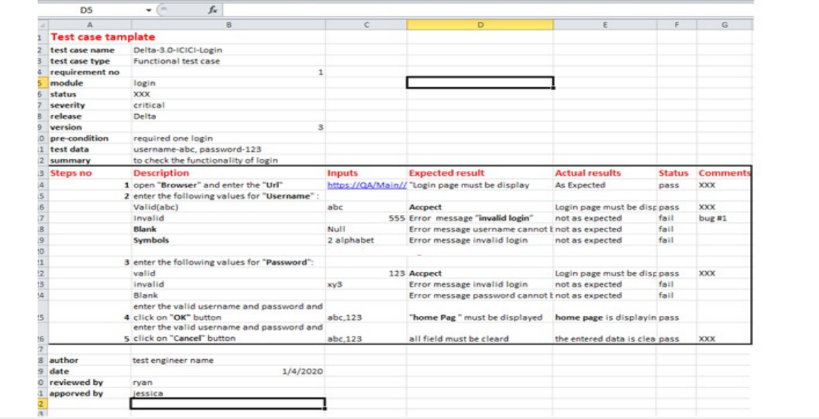 D5 fx
A B C D E F G
1 Test case tamplate
2 test case name Delta-3.0-ICICI-Login
3 test case type Functional test case
4 requirement no 1
5 module login
6 status XXX
7 severity critical
8 release Delta
9 version 3
10 pre-condition required one login
11 test data username-abc, password-123
12 summary to check the functionality of login
13 Steps no Description Inputs Expected result Actual results Status Comments
14 1 open "Browser" and enter the "Url" https://QA/Main// "Login page must be display As Expected pass XXX
15 2 enter the following values for "Username" :
16 Valid(abc) abc Accpect Login page must be disp pass XXX
17 Invalid 555 Error message "invalid login" not as expected fail bug #1
18 Blank Null Error message username cannot b not as expected fail
19 Symbols 2 alphabet Error message invalid login not as expected fail
20
21 3 enter the following values for "Password":
22 valid 123 Accpect Login page must be disp pass XXX
23 invalid xy3 Error message invalid login not as expected fail
24 Blank Error message password cannot b not as expected fail
enter the valid username and password and
25 4 click on "OK" button abc,123 "home Pag " must be displayed home page is displayin pass
enter the valid username and password and
26 5 click on "Cancel" button abc,123 all field must be cleard the entered data is clea pass XXX
27
28 author test engineer name
29 date 1/4/2020
30 reviewed by ryan
31 apporved by jessica
32